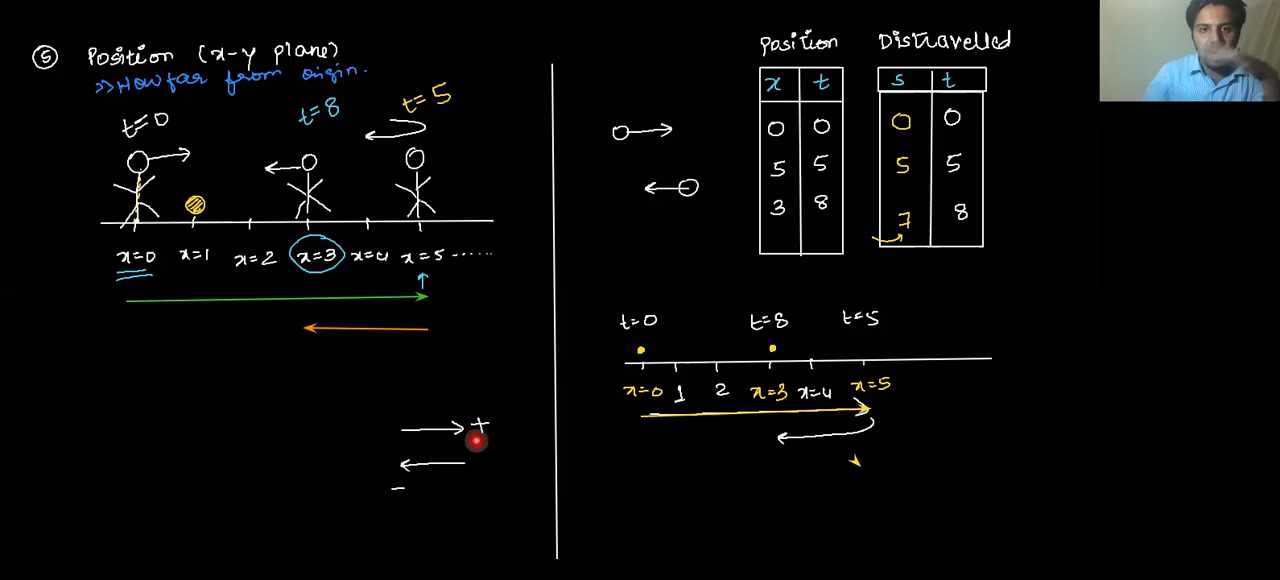 ⑤ Position (x-y plane)
>>How far from origin.
t=0
t=8
t=5
x=0 x=1 x=2 x=3 x=4 x=5 ......
+
−
Position
x t
0 0
5 5
3 8
Distravelled
s t
0 0
5 5
7 8
t=0 t=8 t=5
x=0 1 2 x=3 x=4 x=5